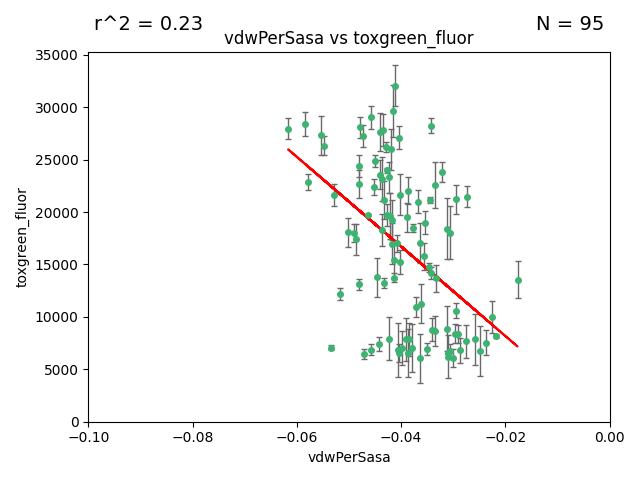 r^2 = 0.23
N = 95
vdwPerSasa vs toxgreen_fluor
35000
30000
25000
20000
15000
10000
5000
0
toxgreen_fluor
−0.10
−0.08
−0.06
−0.04
−0.02
0.00
vdwPerSasa